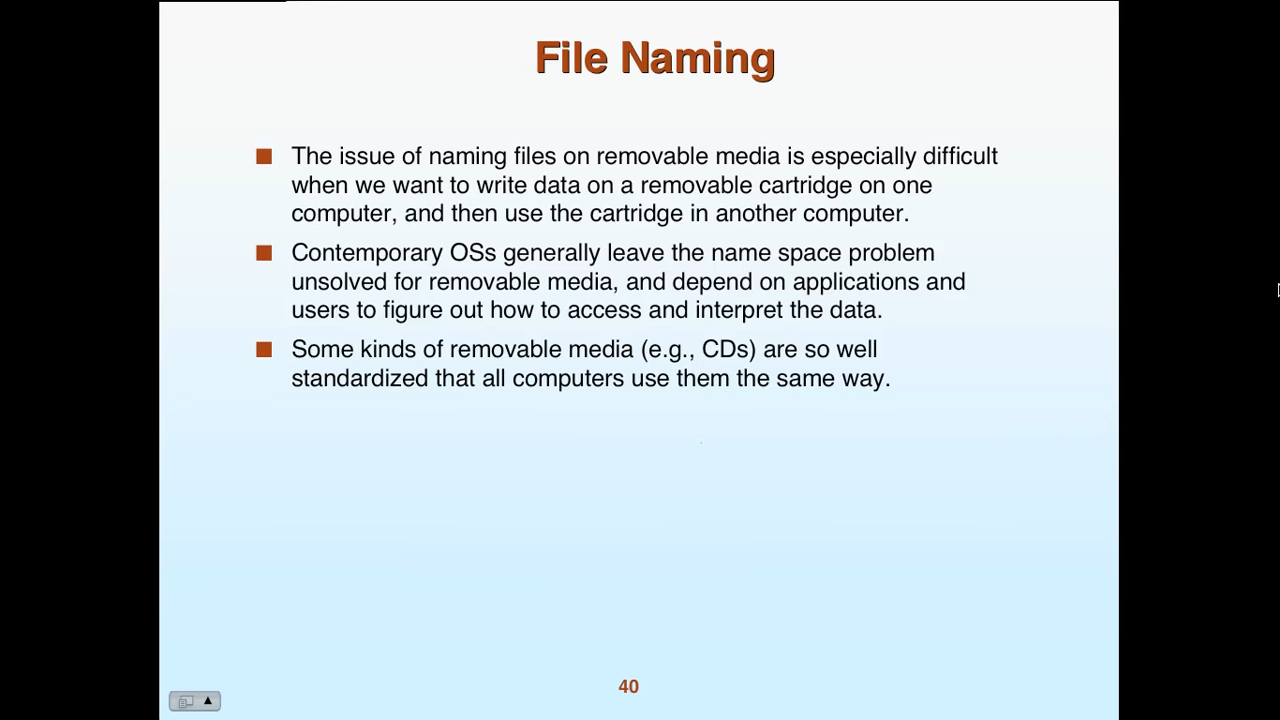 File Naming
The issue of naming files on removable media is especially difficult
when we want to write data on a removable cartridge on one
computer, and then use the cartridge in another computer.
Contemporary OSs generally leave the name space problem
unsolved for removable media, and depend on applications and
users to figure out how to access and interpret the data.
Some kinds of removable media (e.g., CDs) are so well
standardized that all computers use them the same way.
40